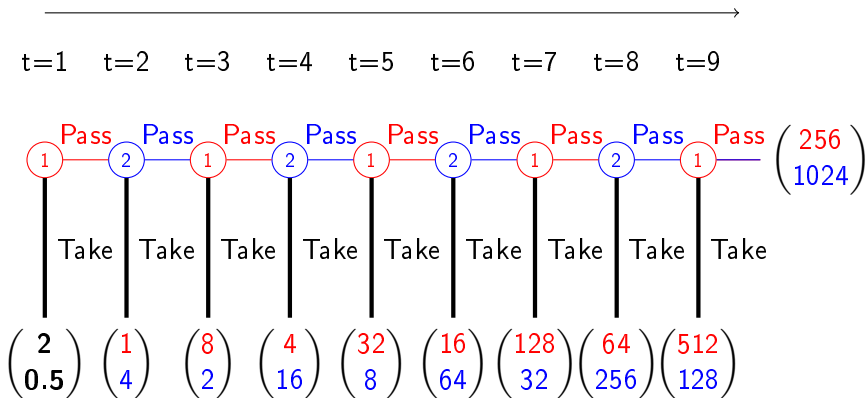 t=1 t=2 t=3 t=4 t=5 t=6 t=7 t=8 t=9
Pass Pass Pass Pass Pass Pass Pass Pass Pass
1 2 1 2 1 2 1 2 1
256
1024
Take Take Take Take Take Take Take Take Take
2 1 8 4 32 16 128 64 512
0.5 4 2 16 8 64 32 256 128